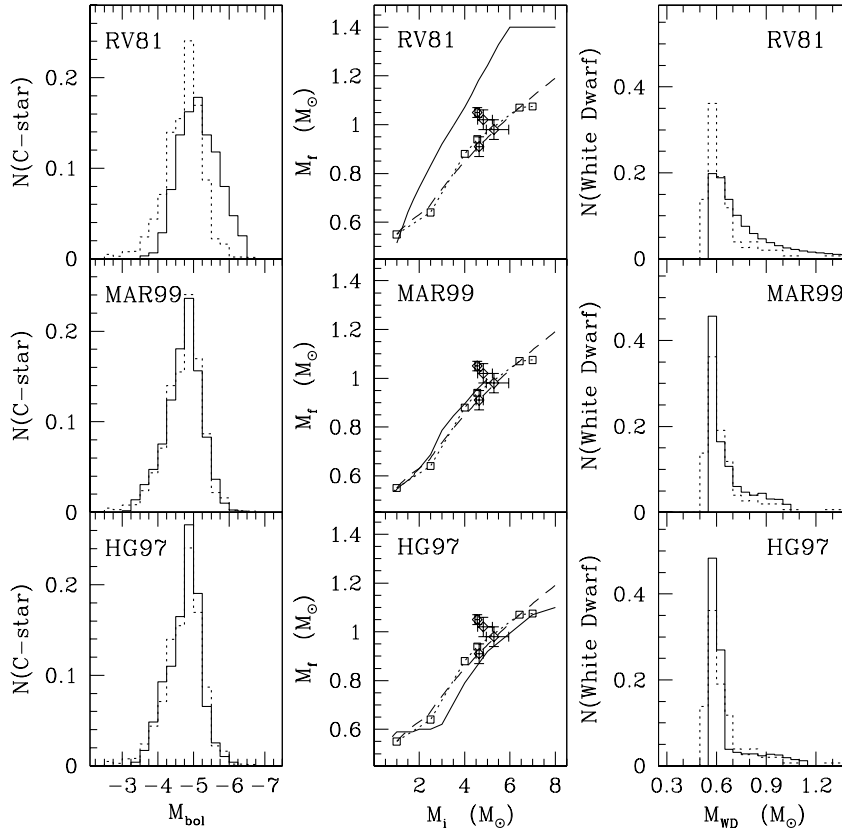 RV81
RV81
RV81
N(C-star)
M_f (M_⊙)
N(White Dwarf)
0.2
0.1
0
1.4
1.2
1
0.8
0.6
0.4
0.2
0
MAR99
MAR99
MAR99
N(C-star)
M_f (M_⊙)
N(White Dwarf)
0.2
0.1
0
1.4
1.2
1
0.8
0.6
0.4
0.2
0
HG97
HG97
HG97
N(C-star)
M_f (M_⊙)
N(White Dwarf)
0.2
0.1
0
1.4
1.2
1
0.8
0.6
0.4
0.2
0
-3 -4 -5 -6 -7
2 4 6 8
0.3 0.6 0.9 1.2
M_bol
M_i (M_⊙)
M_WD (M_⊙)